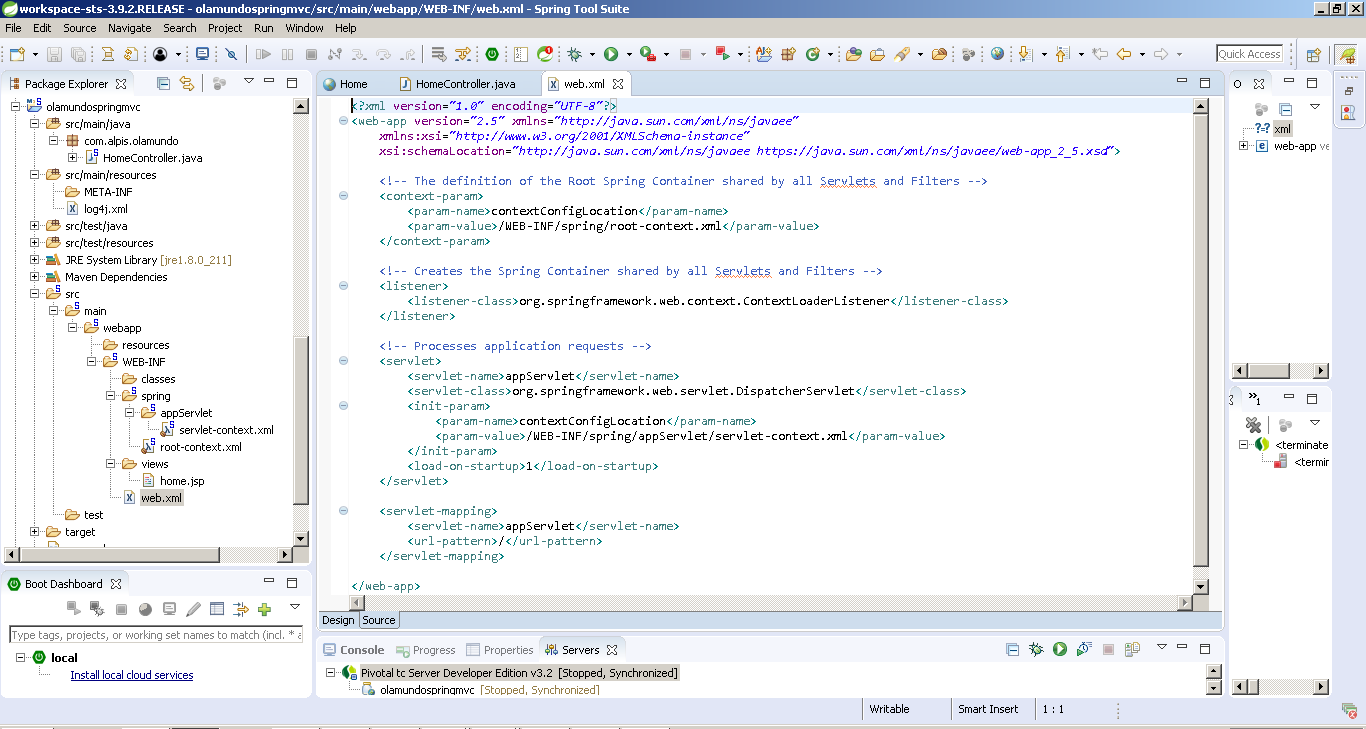 workspace-sts-3.9.2.RELEASE - olamundospringmvc/src/main/webapp/WEB-INF/web.xml - Spring Tool Suite
File Edit Source Navigate Search Project Run Window Help
Quick Access
Package Explorer
olamundospringmvc
src/main/java
com.alpis.olamundo
HomeController.java
src/main/resources
META-INF
log4j.xml
src/test/java
src/test/resources
JRE System Library [jre1.8.0_211]
Maven Dependencies
src
main
webapp
resources
WEB-INF
classes
spring
appServlet
servlet-context.xml
root-context.xml
views
home.jsp
web.xml
test
target
Boot Dashboard
Type tags, projects, or working set names to match (incl. *
local
Install local cloud services
Home HomeController.java web.xml
<?xml version="1.0" encoding="UTF-8"?>
<web-app version="2.5" xmlns="http://java.sun.com/xml/ns/javaee"
xmlns:xsi="http://www.w3.org/2001/XMLSchema-instance"
xsi:schemaLocation="http://java.sun.com/xml/ns/javaee https://java.sun.com/xml/ns/javaee/web-app_2_5.xsd">
<!-- The definition of the Root Spring Container shared by all Servlets and Filters -->
<context-param>
<param-name>contextConfigLocation</param-name>
<param-value>/WEB-INF/spring/root-context.xml</param-value>
</context-param>
<!-- Creates the Spring Container shared by all Servlets and Filters -->
<listener>
<listener-class>org.springframework.web.context.ContextLoaderListener</listener-class>
</listener>
<!-- Processes application requests -->
<servlet>
<servlet-name>appServlet</servlet-name>
<servlet-class>org.springframework.web.servlet.DispatcherServlet</servlet-class>
<init-param>
<param-name>contextConfigLocation</param-name>
<param-value>/WEB-INF/spring/appServlet/servlet-context.xml</param-value>
</init-param>
<load-on-startup>1</load-on-startup>
</servlet>
<servlet-mapping>
<servlet-name>appServlet</servlet-name>
<url-pattern>/</url-pattern>
</servlet-mapping>
</web-app>
Design Source
Console Progress Properties Servers
Pivotal tc Server Developer Edition v3.2 [Stopped, Synchronized]
olamundospringmvc [Stopped, Synchronized]
O
?=? xml
e web-app ve
»1
<terminate
<termir
Writable Smart Insert 1 : 1